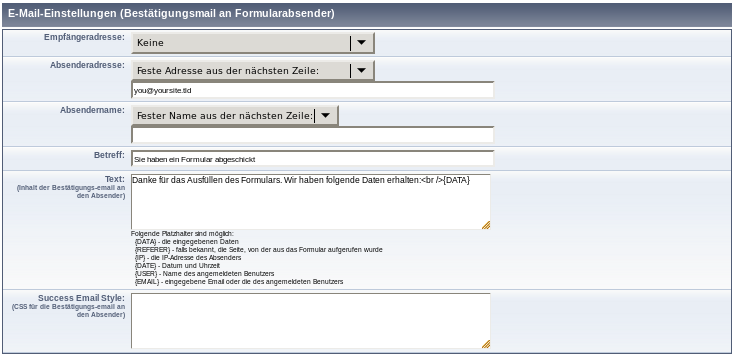 E-Mail-Einstellungen (Bestätigungsmail an Formularabsender)
Empfängeradresse: Keine
Absenderadresse: Feste Adresse aus der nächsten Zeile:
you@yoursite.tld
Absendername: Fester Name aus der nächsten Zeile:
Betreff: Sie haben ein Formular abgeschickt
Text: Danke für das Ausfüllen des Formulars. Wir haben folgende Daten erhalten:<br />{DATA}
(Inhalt der Bestätigungs-email an
den Absender)
Folgende Platzhalter sind möglich:
{DATA} - die eingegebenen Daten
{REFERER} - falls bekannt, die Seite, von der aus das Formular aufgerufen wurde
{IP} - die IP-Adresse des Absenders
{DATE} - Datum und Uhrzeit
{USER} - Name des angemeldeten Benutzers
{EMAIL} - eingegebene Email oder die des angemeldeten Benutzers
Success Email Style:
(CSS für die Bestätigungs-email an
den Absender)